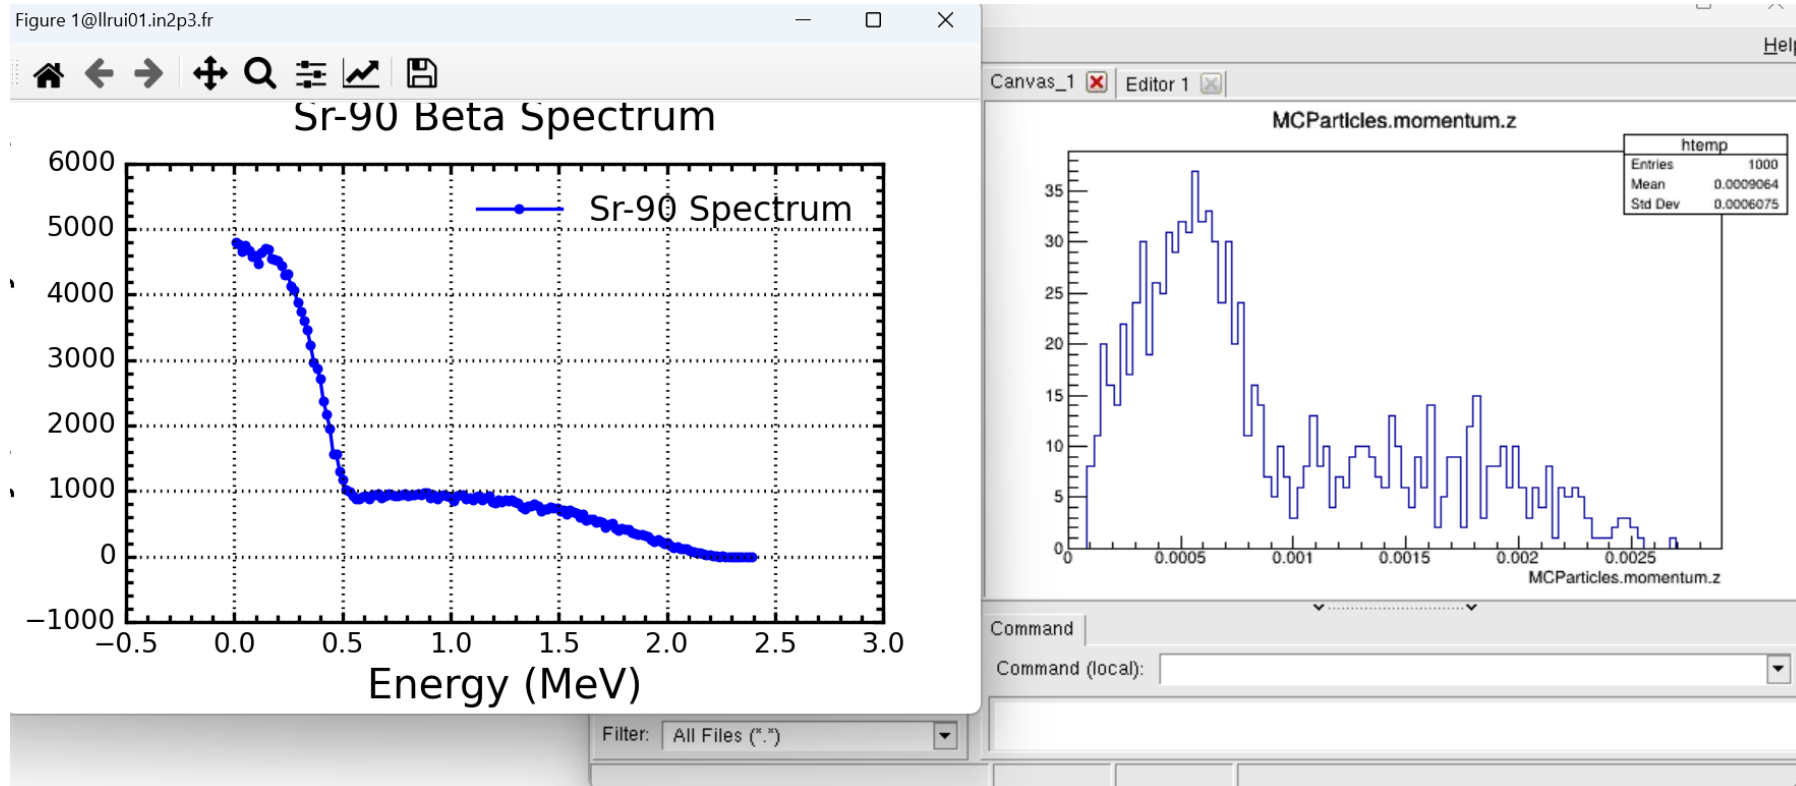 Figure 1@llrui01.in2p3.fr
Sr-90 Beta Spectrum
6000
5000
4000
3000
2000
1000
0
−1000
Sr-90 Spectrum
−0.5 0.0 0.5 1.0 1.5 2.0 2.5 3.0
Energy (MeV)
Filter: All Files (*.*)
Help
Canvas_1 Editor 1
MCParticles.momentum.z
htemp
Entries 1000
Mean 0.0009064
Std Dev 0.0006075
35
30
25
20
15
10
5
0
0 0.0005 0.001 0.0015 0.002 0.0025
MCParticles.momentum.z
Command
Command (local):